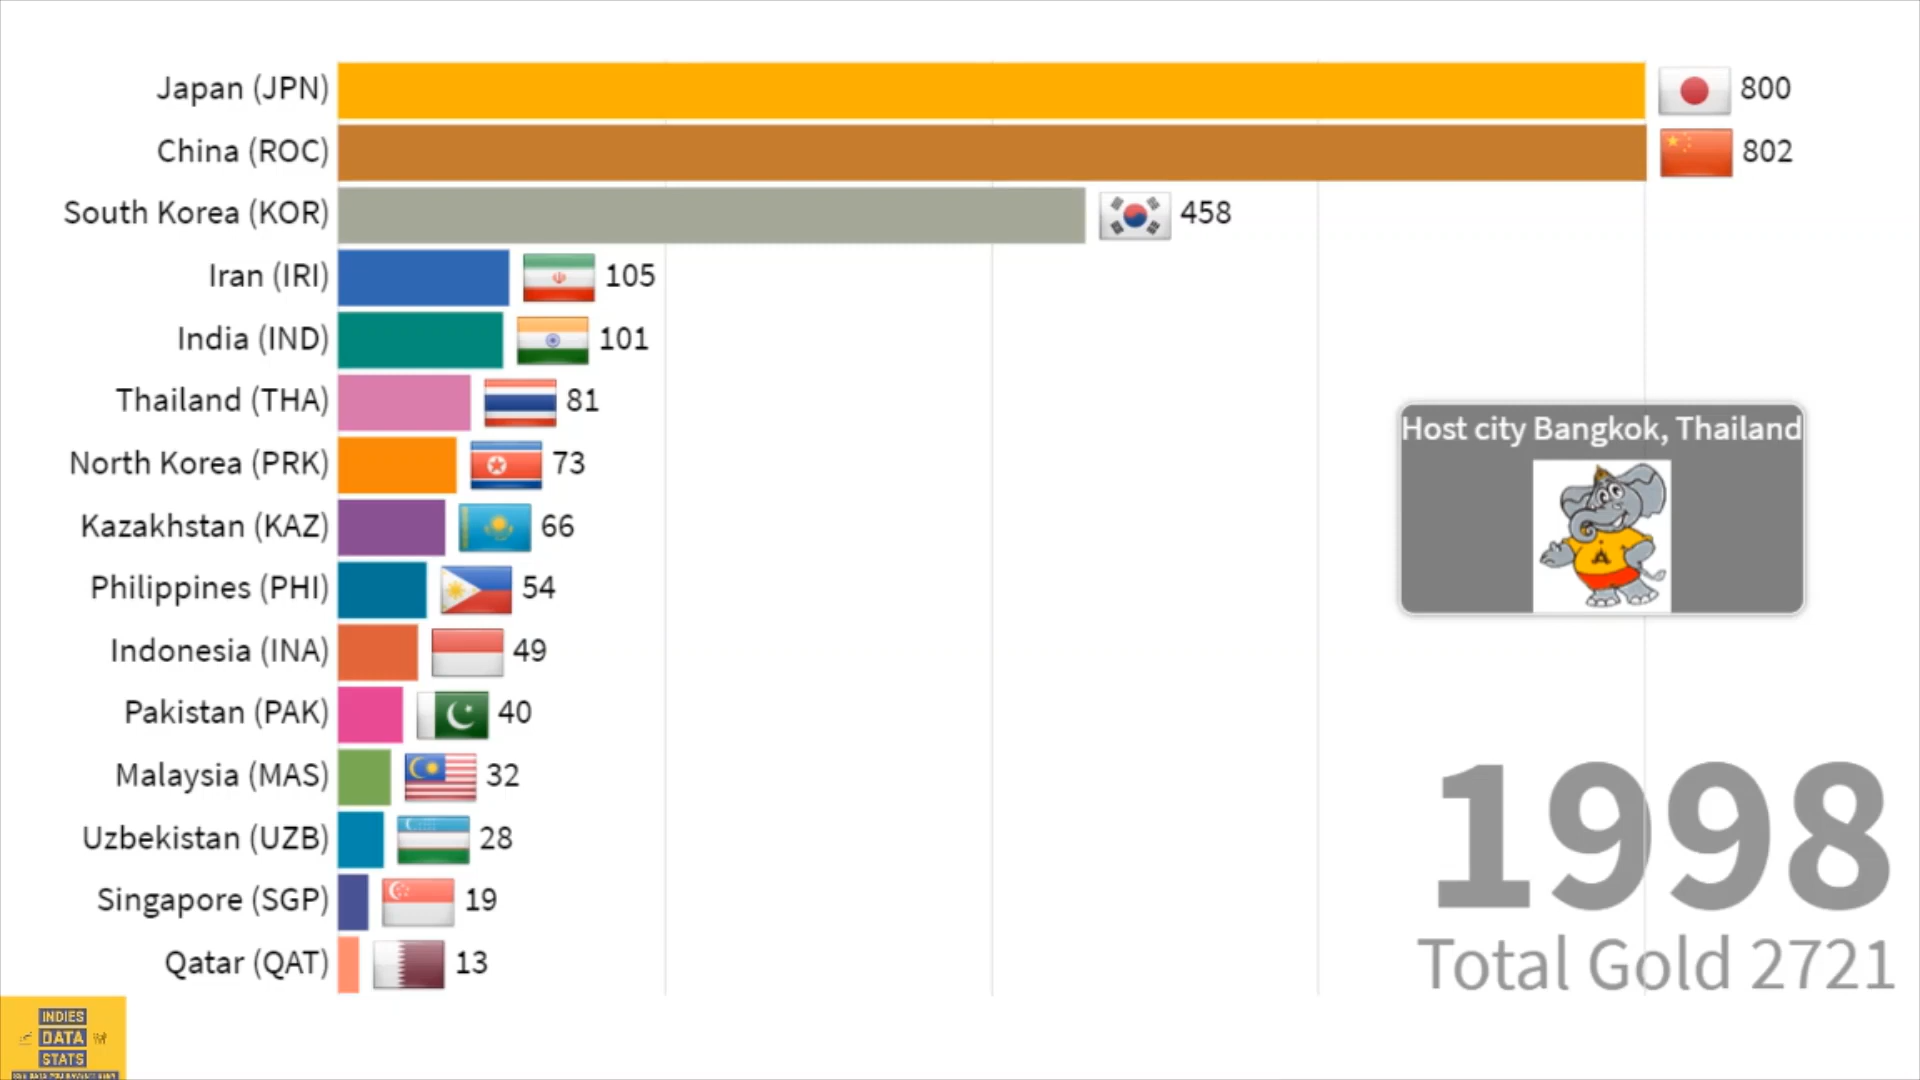 Japan (JPN) 800
China (ROC) 802
South Korea (KOR) 458
Iran (IRI) 105
India (IND) 101
Thailand (THA) 81
North Korea (PRK) 73
Kazakhstan (KAZ) 66
Philippines (PHI) 54
Indonesia (INA) 49
Pakistan (PAK) 40
Malaysia (MAS) 32
Uzbekistan (UZB) 28
Singapore (SGP) 19
Qatar (QAT) 13
Host city Bangkok, Thailand
1998
Total Gold 2721
INDIES
DATA
STATS